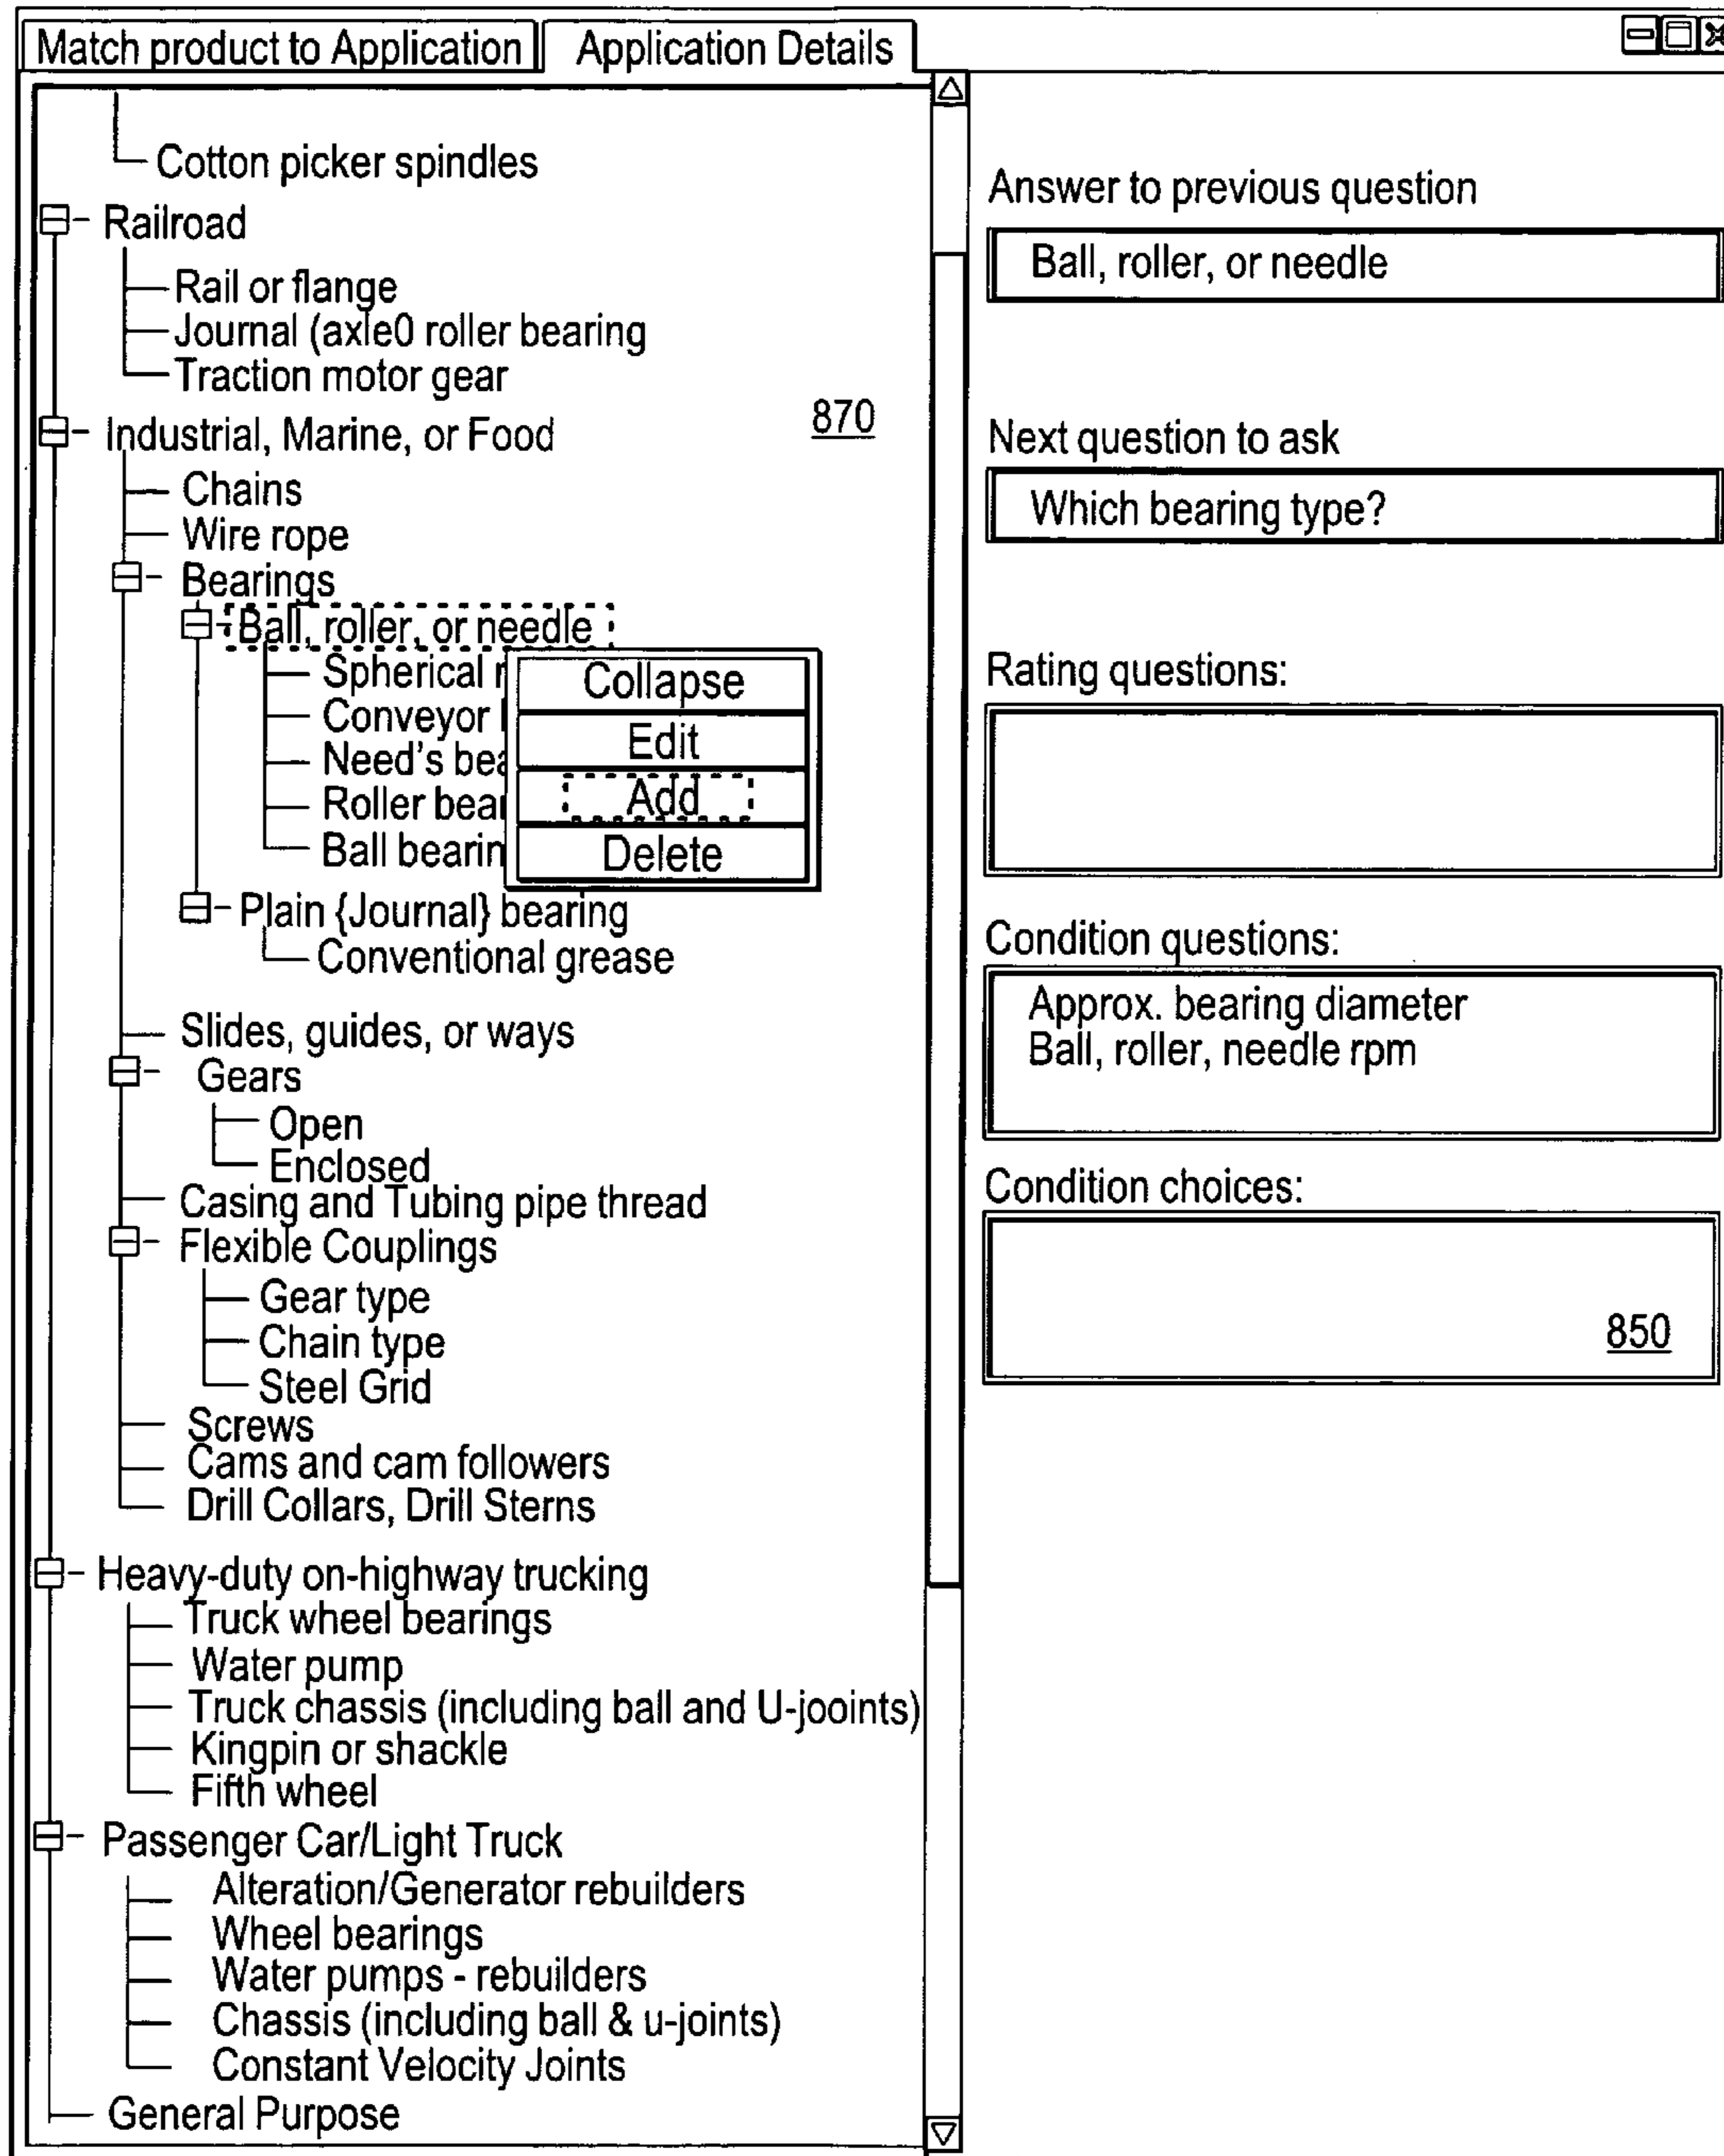 Match product to Application
Application Details
Cotton picker spindles
Railroad
Rail or flange
Journal (axle0 roller bearing
Traction motor gear
870
Industrial, Marine, or Food
Chains
Wire rope
Bearings
Ball, roller, or needle
Spherical
Conveyor
Need's bea
Roller bear
Ball bearin
Collapse
Edit
Add
Delete
Plain {Journal} bearing
Conventional grease
Slides, guides, or ways
Gears
Open
Enclosed
Casing and Tubing pipe thread
Flexible Couplings
Gear type
Chain type
Steel Grid
Screws
Cams and cam followers
Drill Collars, Drill Sterns
Heavy-duty on-highway trucking
Truck wheel bearings
Water pump
Truck chassis (including ball and U-jooints)
Kingpin or shackle
Fifth wheel
Passenger Car/Light Truck
Alteration/Generator rebuilders
Wheel bearings
Water pumps - rebuilders
Chassis (including ball & u-joints)
Constant Velocity Joints
General Purpose
Answer to previous question
Ball, roller, or needle
Next question to ask
Which bearing type?
Rating questions:
Condition questions:
Approx. bearing diameter
Ball, roller, needle rpm
Condition choices:
850